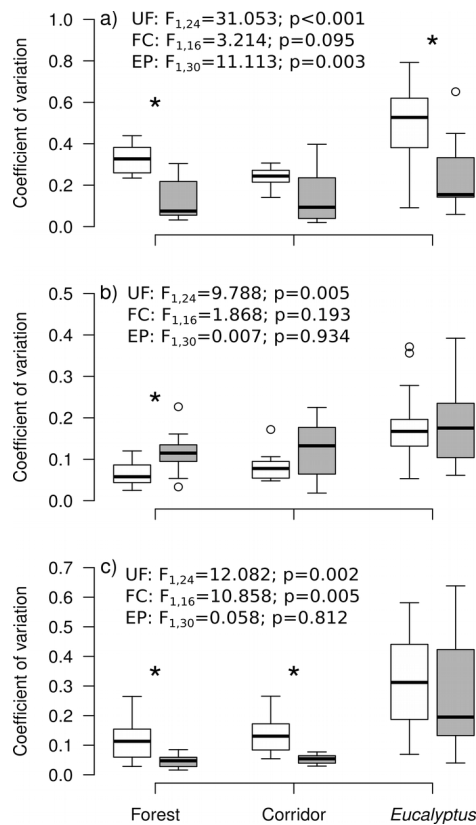 a) UF: F1,24=31.053; p<0.001
FC: F1,16=3.214; p=0.095
EP: F1,30=11.113; p=0.003
*
*
Coefficient of variation
1.0
0.8
0.6
0.4
0.2
0.0
b) UF: F1,24=9.788; p=0.005
FC: F1,16=1.868; p=0.193
EP: F1,30=0.007; p=0.934
*
Coefficient of variation
0.5
0.4
0.3
0.2
0.1
0.0
c) UF: F1,24=12.082; p=0.002
FC: F1,16=10.858; p=0.005
EP: F1,30=0.058; p=0.812
*
*
Coefficient of variation
0.7
0.6
0.5
0.4
0.3
0.2
0.1
0.0
Forest Corridor Eucalyptus